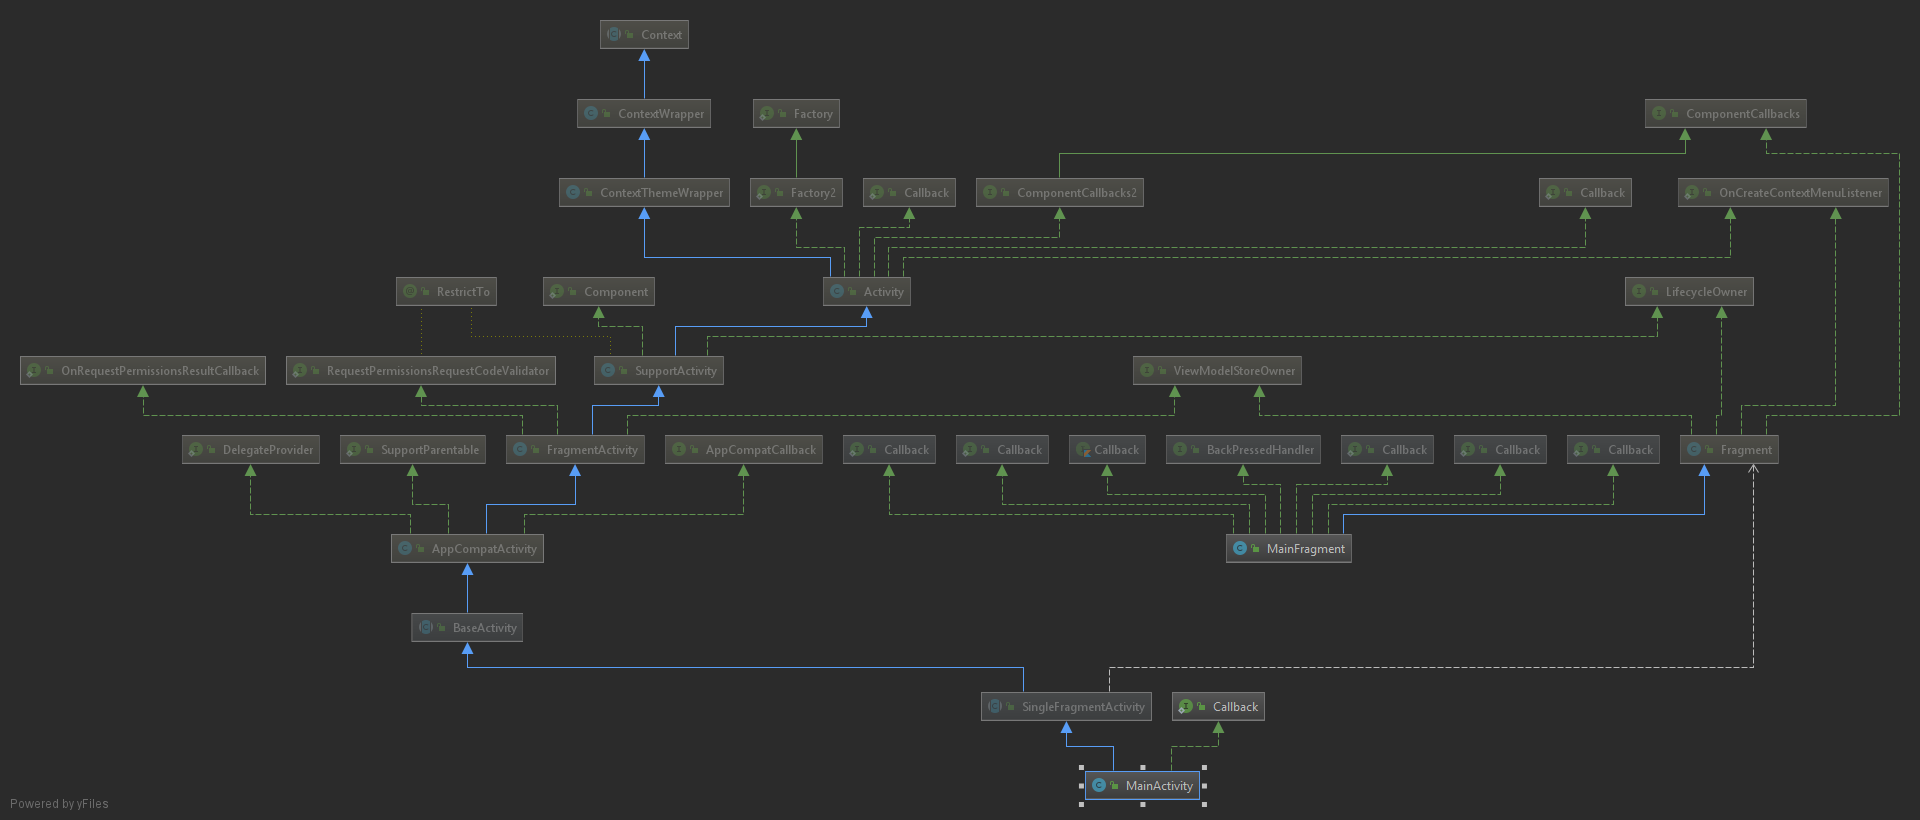 Context
ContextWrapper
Factory
ComponentCallbacks
ContextThemeWrapper
Factory2
Callback
ComponentCallbacks2
Callback
OnCreateContextMenuListener
RestrictTo
Component
Activity
LifecycleOwner
OnRequestPermissionsResultCallback
RequestPermissionsRequestCodeValidator
SupportActivity
ViewModelStoreOwner
DelegateProvider
SupportParentable
FragmentActivity
AppCompatCallback
Callback
Callback
Callback
BackPressedHandler
Callback
Callback
Callback
Fragment
AppCompatActivity
MainFragment
BaseActivity
SingleFragmentActivity
Callback
MainActivity
Powered by yFiles